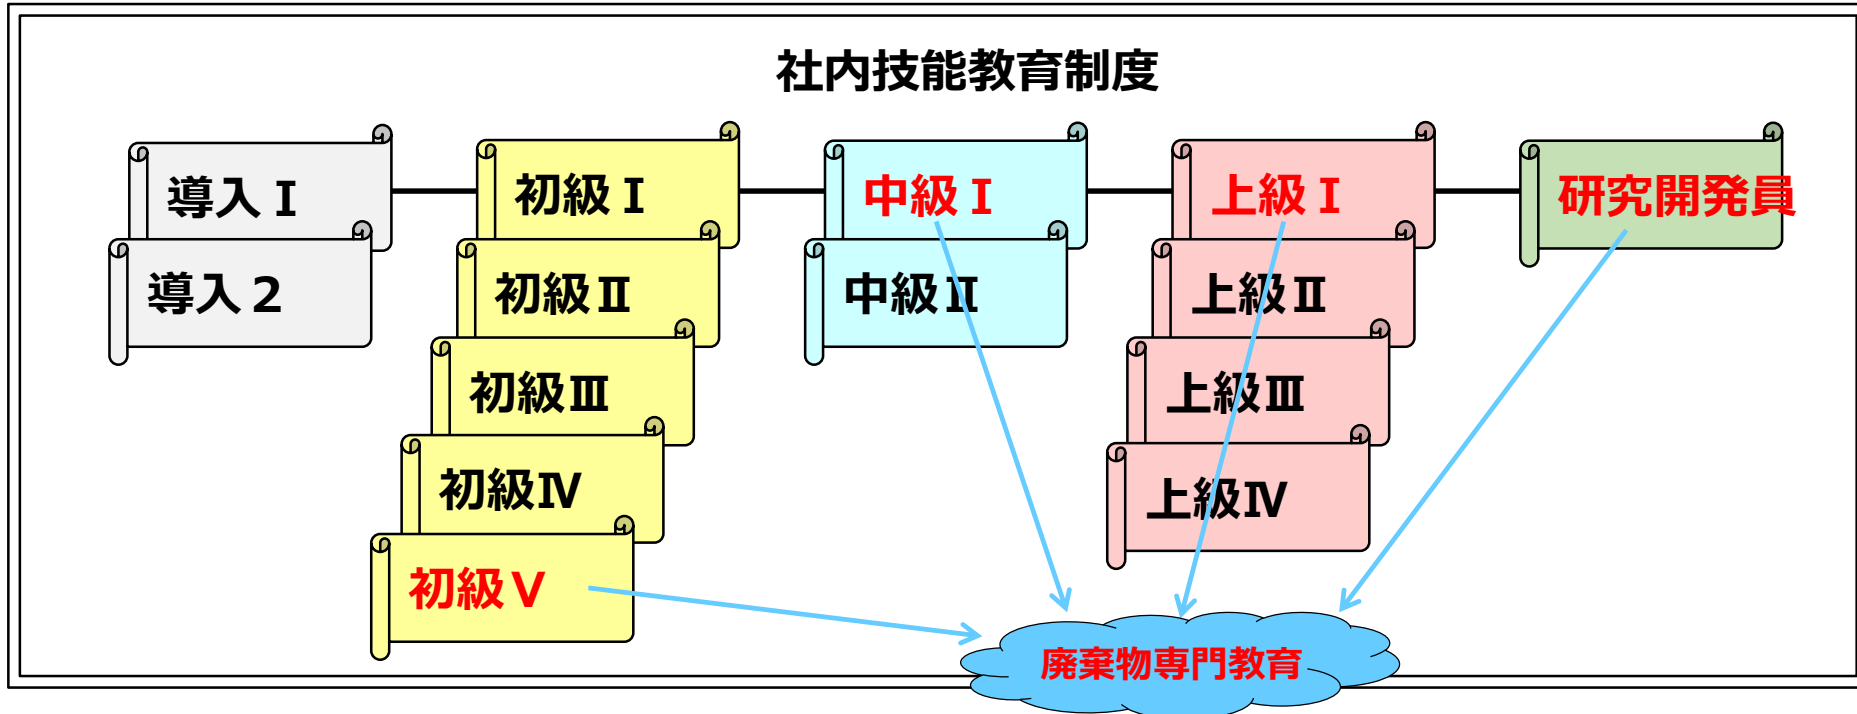 社内技能教育制度
導入Ⅰ
導入２
初級Ⅰ
初級Ⅱ
初級Ⅲ
初級Ⅳ
初級Ⅴ
中級Ⅰ
中級Ⅱ
上級Ⅰ
上級Ⅱ
上級Ⅲ
上級Ⅳ
研究開発員
廃棄物専門教育